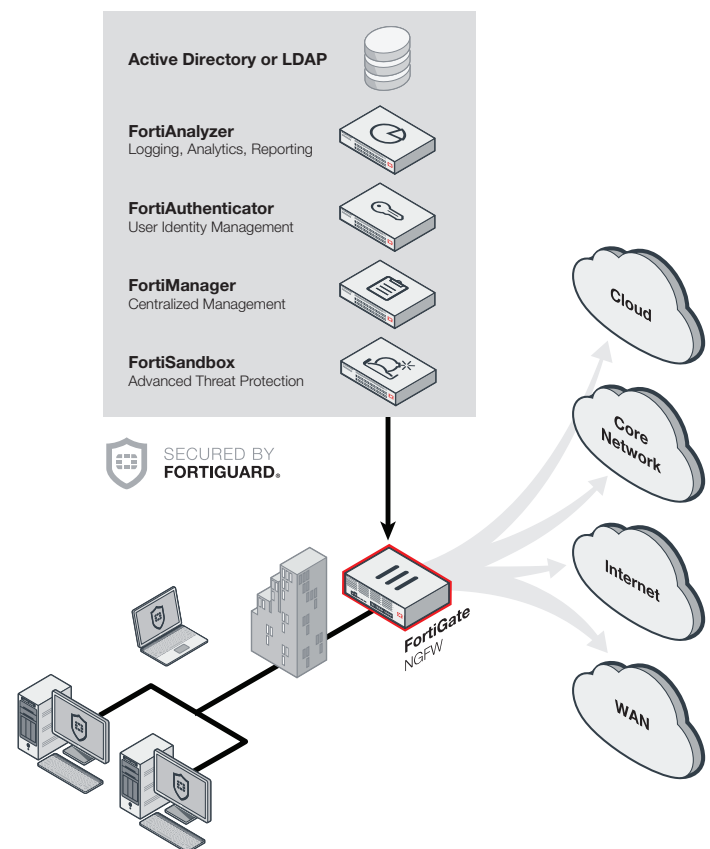 Active Directory or LDAP
FortiAnalyzer
Logging, Analytics, Reporting
FortiAuthenticator
User Identity Management
FortiManager
Centralized Management
FortiSandbox
Advanced Threat Protection
SECURED BY
FORTIGUARD®
Cloud
Core
Network
Internet
WAN
FortiGate
NGFW